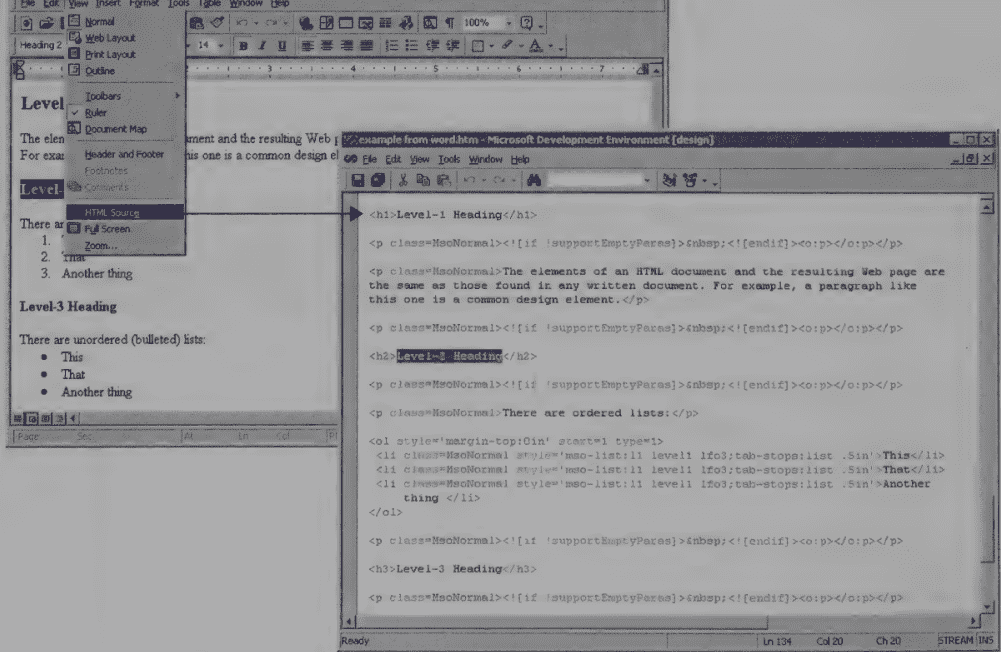 File Edit View Insert Format Tools Table Window Help
Normal
100%
Web Layout
Heading 2
14
B I U
Print Layout
Outline
2 3 4 5 6 7
Toolbars
Level
Ruler
The elem
Document Map
ument and the resulting Web p
For exam
Header and Footer
his one is a common design el
Footnotes
Comments
Level-
HTML Source
There ar
Full Screen
1.
Zoom...
2. That
3. Another thing
Level-3 Heading
There are unordered (bulleted) lists:
• This
• That
• Another thing
Page Sec At Ln Col
example from word.htm - Microsoft Development Environment [design]
File Edit View Tools Window Help
<h1>Level-1 Heading</h1>
<p class=MsoNormal><![if !supportEmptyParas]>&nbsp;<![endif]><o:p></o:p></p>
<p class=MsoNormal>The elements of an HTML document and the resulting Web page are
the same as those found in any written document. For example, a paragraph like
this one is a common design element.</p>
<p class=MsoNormal><![if !supportEmptyParas]>&nbsp;<![endif]><o:p></o:p></p>
<h2>Level-2 Heading</h2>
<p class=MsoNormal><![if !supportEmptyParas]>&nbsp;<![endif]><o:p></o:p></p>
<p class=MsoNormal>There are ordered lists:</p>
<ol style='margin-top:0in' start=1 type=1>
<li class=MsoNormal style='mso-list:l1 level1 lfo3;tab-stops:list .5in'>This</li>
<li class=MsoNormal style='mso-list:l1 level1 lfo3;tab-stops:list .5in'>That</li>
<li class=MsoNormal style='mso-list:l1 level1 lfo3;tab-stops:list .5in'>Another
thing </li>
</ol>
<p class=MsoNormal><![if !supportEmptyParas]>&nbsp;<![endif]><o:p></o:p></p>
<h3>Level-3 Heading</h3>
<p class=MsoNormal><![if !supportEmptyParas]>&nbsp;<![endif]><o:p></o:p></p>
Ready
Ln 134 Col 20 Ch 20 STREAM INS